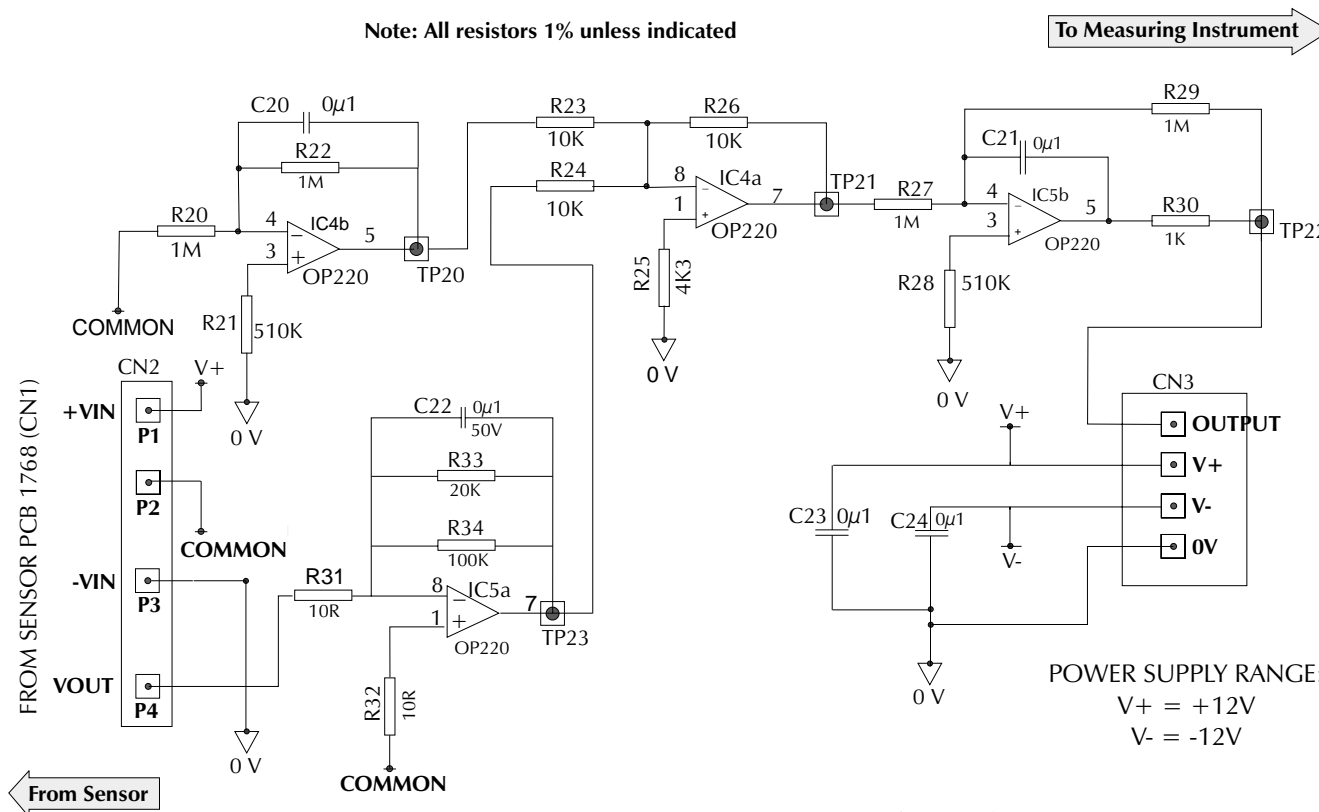 Note: All resistors 1% unless indicated
To Measuring Instrument
C20 0µ1
R22
1M
R20
1M
4
3
IC4b
5
OP220
TP20
COMMON
R21
510K
0 V
R23
10K
R24
10K
R26
10K
8
1
IC4a
7
OP220
TP21
R25
4K3
0 V
R29
1M
C21 0µ1
R27
1M
4
3
IC5b
5
OP220
R30
1K
TP22
R28 510K
0 V
FROM SENSOR PCB 1768 (CN1)
CN2
V+
+VIN
P1
P2
COMMON
-VIN
P3
VOUT
P4
0 V
C22 0µ1
50V
R33
20K
R34
100K
R31
10R
8
1
IC5a
7
OP220
TP23
R32
10R
COMMON
CN3
OUTPUT
V+
V-
0V
V+
V-
C23 0µ1
C24 0µ1
0 V
POWER SUPPLY RANGE:
V+ = +12V
V- = -12V
From Sensor